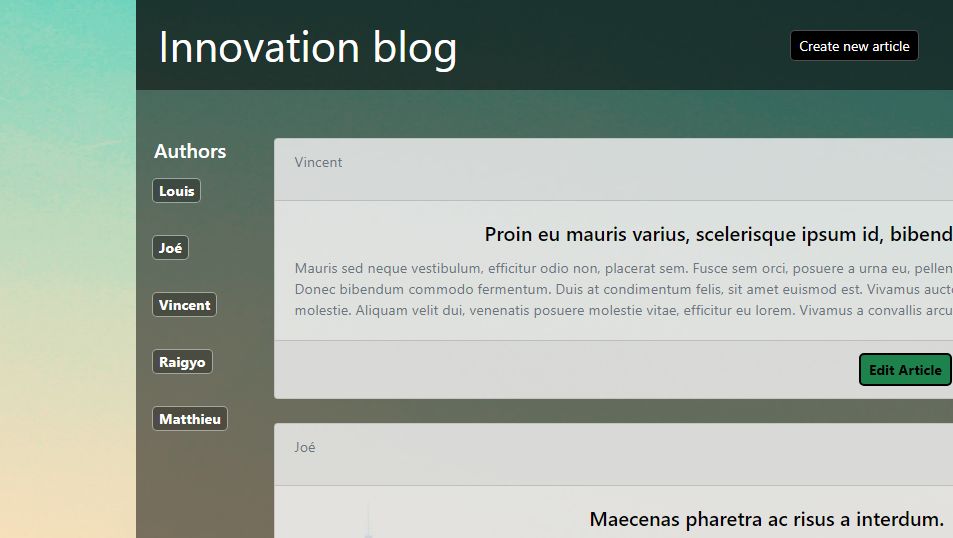 Innovation blog
Create new article
Authors
Louis
Joé
Vincent
Raigyo
Matthieu
Vincent
Proin eu mauris varius, scelerisque ipsum id, bibend
Mauris sed neque vestibulum, efficitur odio non, placerat sem. Fusce sem orci, posuere a urna eu, pellen
Donec bibendum commodo fermentum. Duis at condimentum felis, sit amet euismod est. Vivamus aucto
molestie. Aliquam velit dui, venenatis posuere molestie vitae, efficitur eu lorem. Vivamus a convallis arcu
Edit Article
Joé
Maecenas pharetra ac risus a interdum.